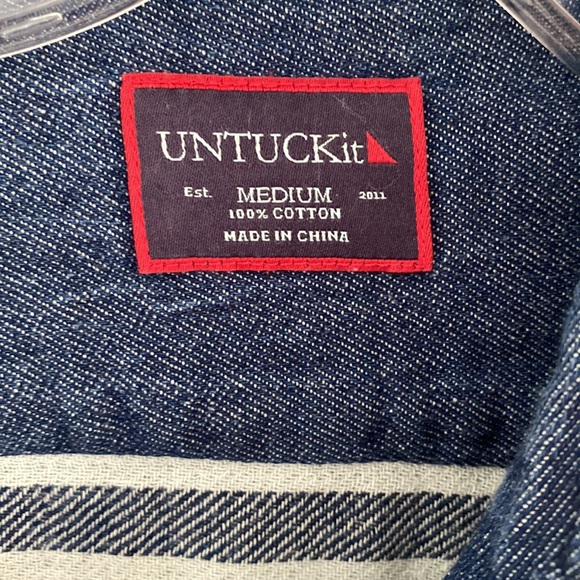 UNTUCKit
Est. MEDIUM 2011
100% COTTON
MADE IN CHINA